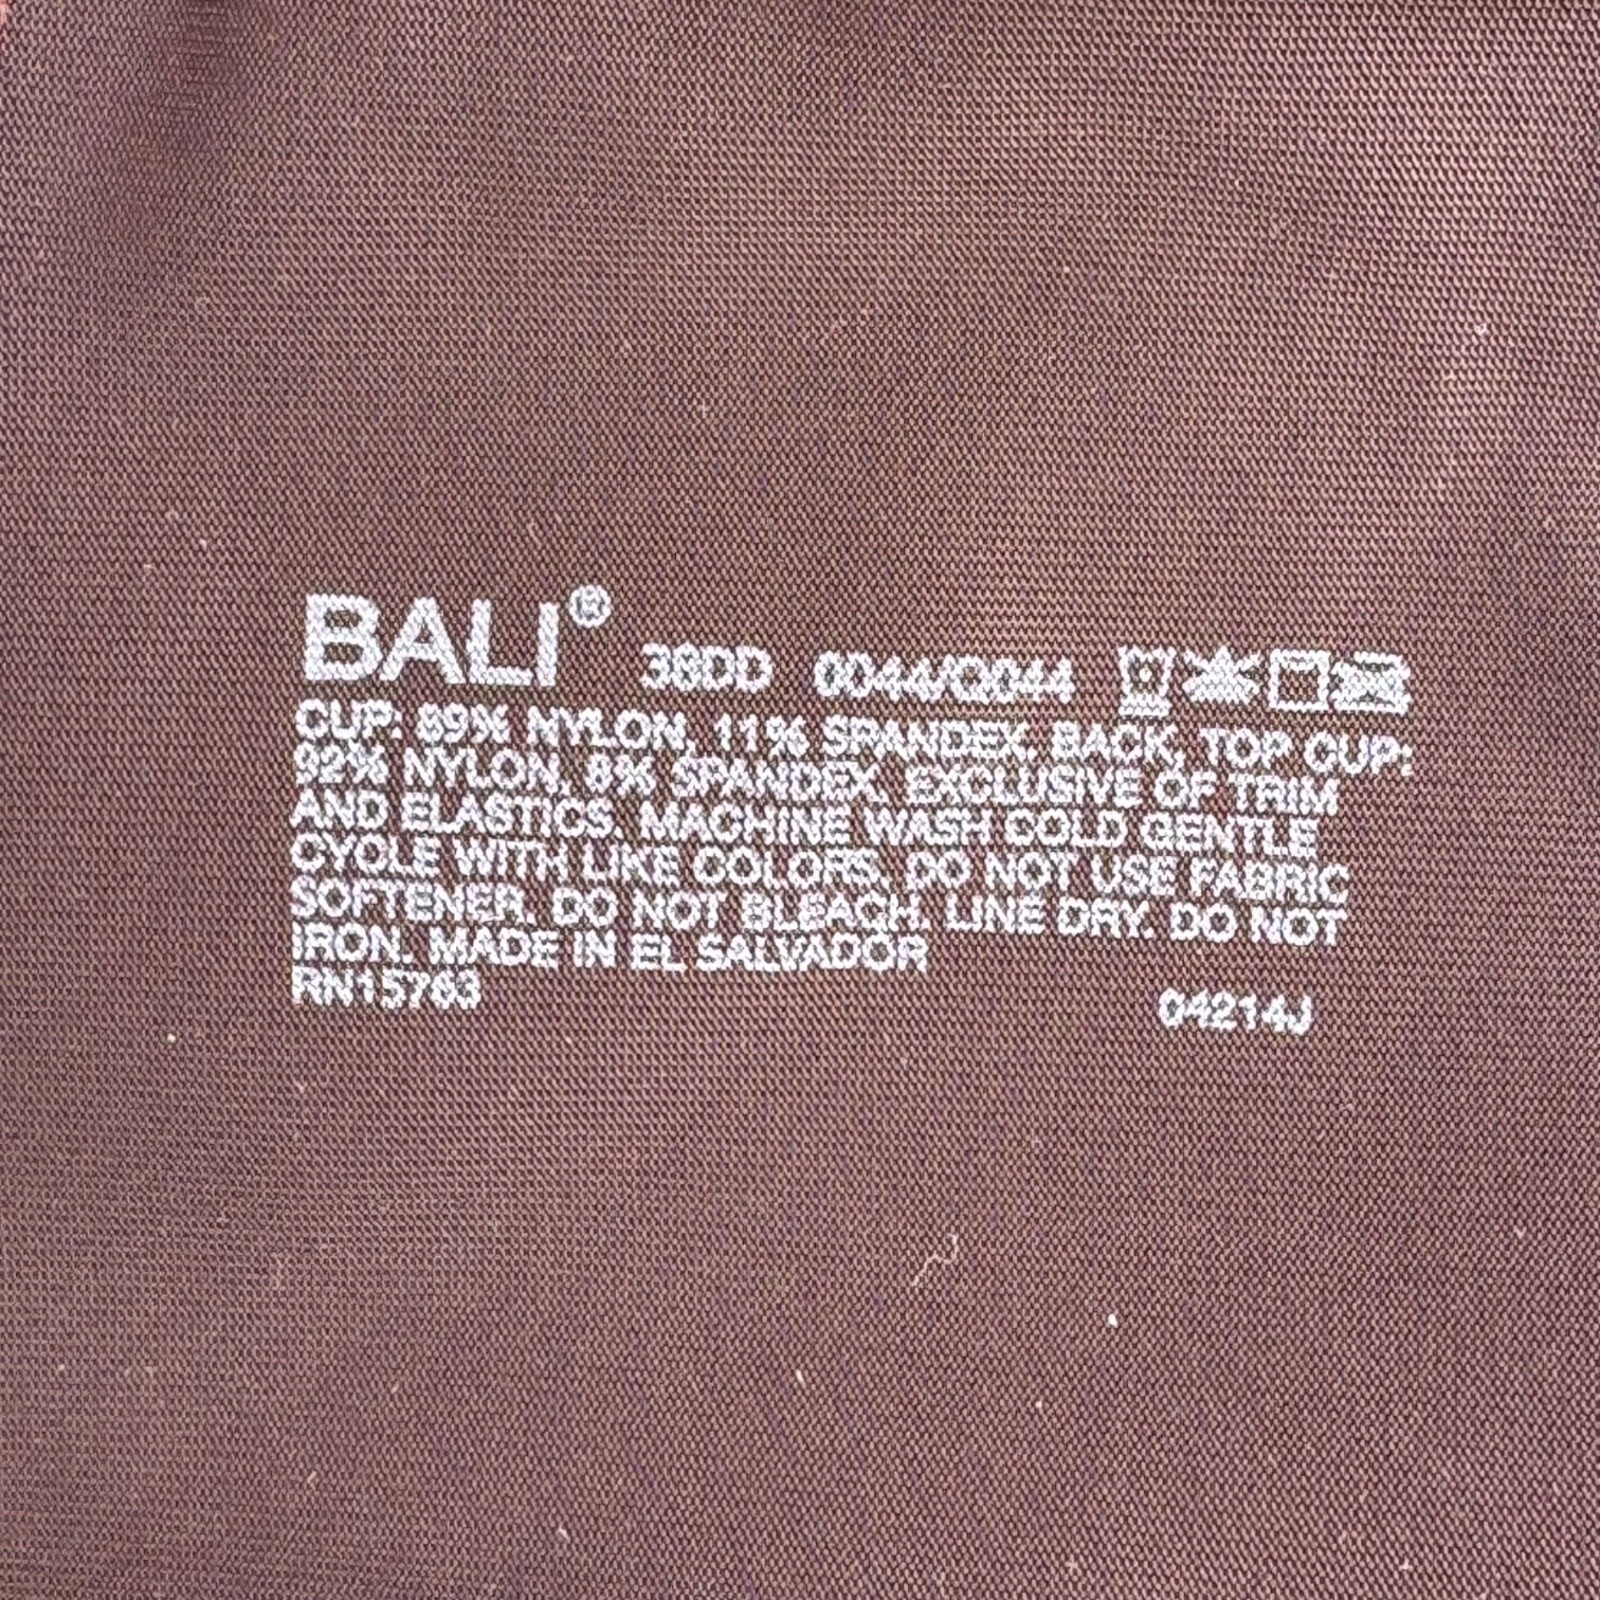 BALI® 38DD 0044/Q044
CUP: 89% NYLON, 11% SPANDEX. BACK, TOP CUP:
92% NYLON, 8% SPANDEX, EXCLUSIVE OF TRIM
AND ELASTICS. MACHINE WASH COLD GENTLE
CYCLE WITH LIKE COLORS. DO NOT USE FABRIC
SOFTENER. DO NOT BLEACH. LINE DRY. DO NOT
IRON. MADE IN EL SALVADOR
RN15763
04214J